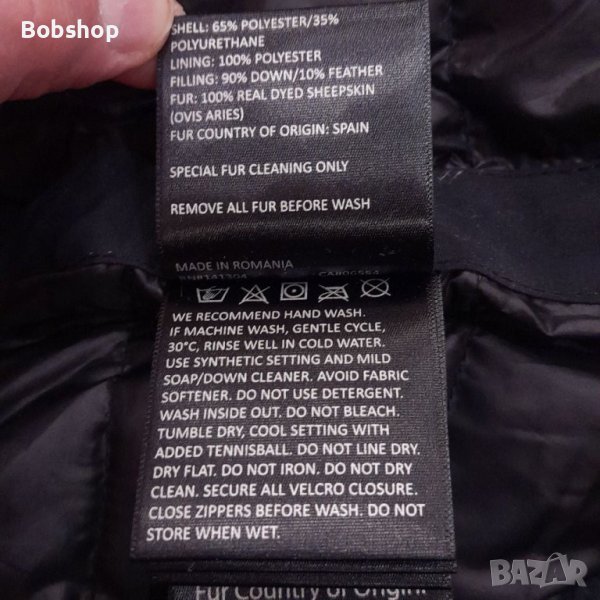 Bobshop
SHELL: 65% POLYESTER/35%
POLYURETHANE
LINING: 100% POLYESTER
FILLING: 90% DOWN/10% FEATHER
FUR: 100% REAL DYED SHEEPSKIN
(OVIS ARIES)
FUR COUNTRY OF ORIGIN: SPAIN
SPECIAL FUR CLEANING ONLY
REMOVE ALL FUR BEFORE WASH
MADE IN ROMANIA
WE RECOMMEND HAND WASH.
IF MACHINE WASH, GENTLE CYCLE,
30°C, RINSE WELL IN COLD WATER.
USE SYNTHETIC SETTING AND MILD
SOAP/DOWN CLEANER. AVOID FABRIC
SOFTENER. DO NOT USE DETERGENT.
WASH INSIDE OUT. DO NOT BLEACH.
TUMBLE DRY, COOL SETTING WITH
ADDED TENNISBALL. DO NOT LINE DRY.
DRY FLAT. DO NOT IRON. DO NOT DRY
CLEAN. SECURE ALL VELCRO CLOSURE.
CLOSE ZIPPERS BEFORE WASH. DO NOT
STORE WHEN WET.
Fur Country of Origin:
BAZAR